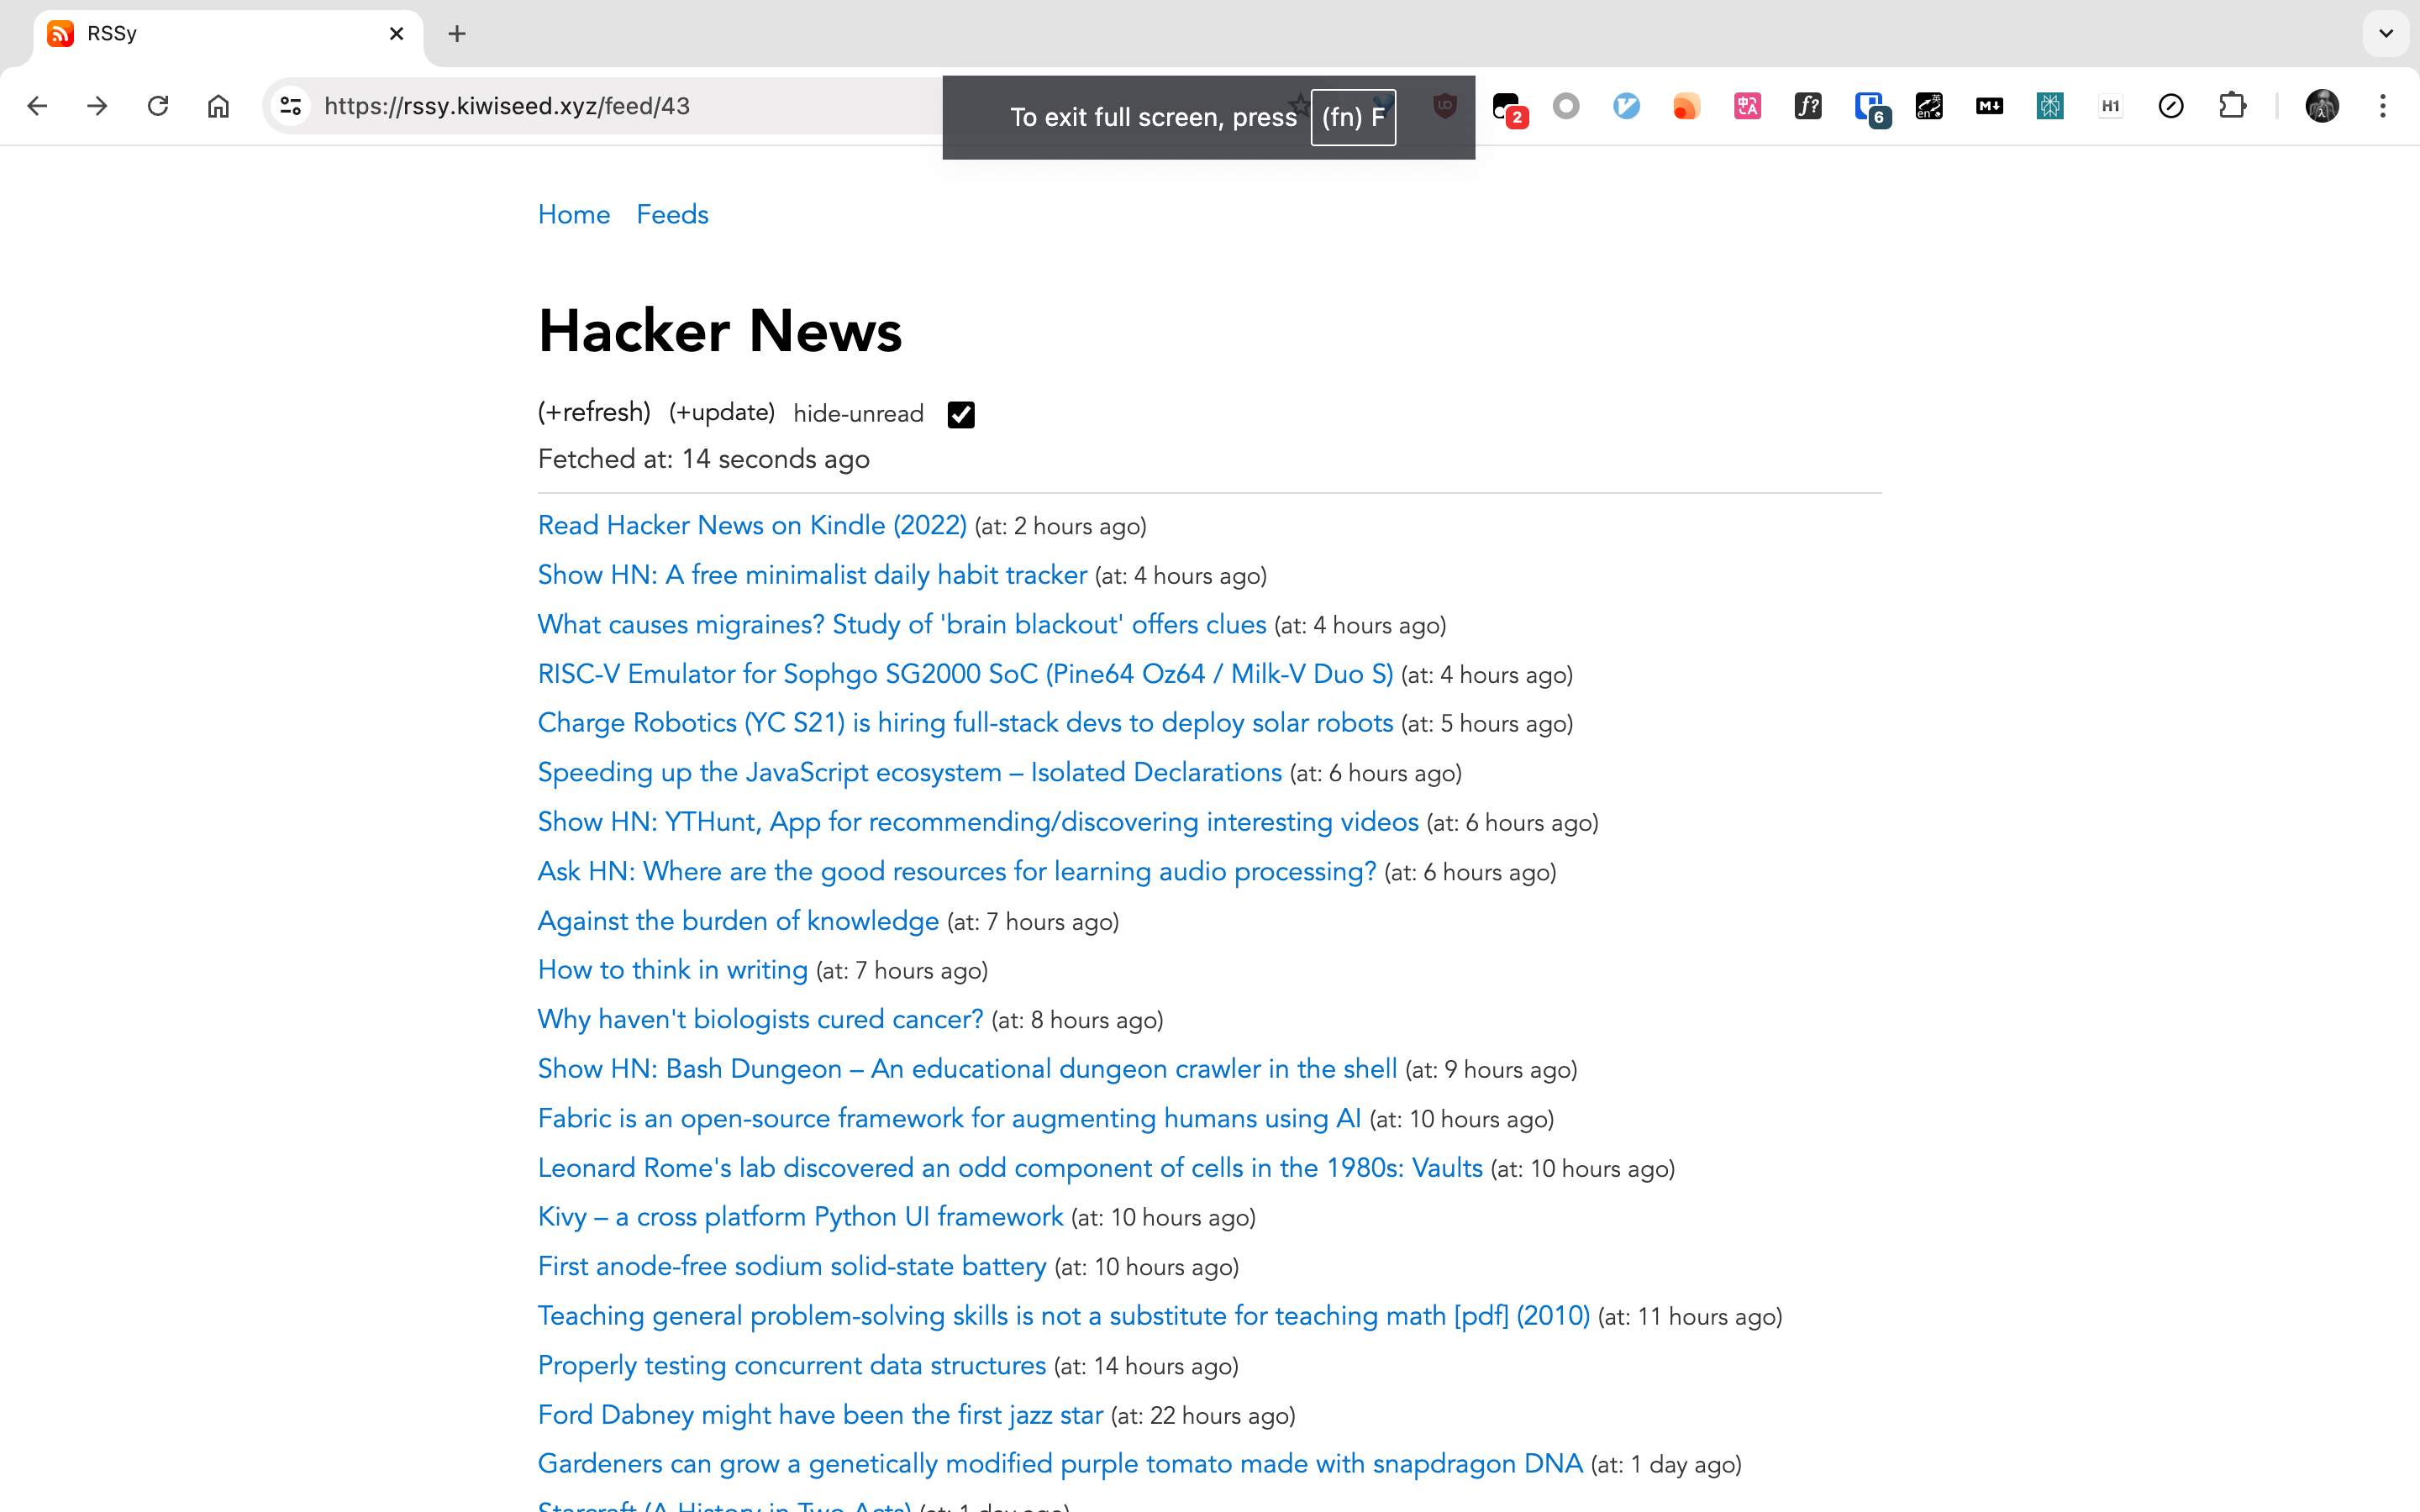 RSSy
https://rssy.kiwiseed.xyz/feed/43
To exit full screen, press (fn) F
2
6
en
英
M↓
H1
f?
中A
UD
Home Feeds
Hacker News
(+refresh) (+update) hide-unread
Fetched at: 14 seconds ago
Read Hacker News on Kindle (2022) (at: 2 hours ago)
Show HN: A free minimalist daily habit tracker (at: 4 hours ago)
What causes migraines? Study of 'brain blackout' offers clues (at: 4 hours ago)
RISC-V Emulator for Sophgo SG2000 SoC (Pine64 Oz64 / Milk-V Duo S) (at: 4 hours ago)
Charge Robotics (YC S21) is hiring full-stack devs to deploy solar robots (at: 5 hours ago)
Speeding up the JavaScript ecosystem – Isolated Declarations (at: 6 hours ago)
Show HN: YTHunt, App for recommending/discovering interesting videos (at: 6 hours ago)
Ask HN: Where are the good resources for learning audio processing? (at: 6 hours ago)
Against the burden of knowledge (at: 7 hours ago)
How to think in writing (at: 7 hours ago)
Why haven't biologists cured cancer? (at: 8 hours ago)
Show HN: Bash Dungeon – An educational dungeon crawler in the shell (at: 9 hours ago)
Fabric is an open-source framework for augmenting humans using AI (at: 10 hours ago)
Leonard Rome's lab discovered an odd component of cells in the 1980s: Vaults (at: 10 hours ago)
Kivy – a cross platform Python UI framework (at: 10 hours ago)
First anode-free sodium solid-state battery (at: 10 hours ago)
Teaching general problem-solving skills is not a substitute for teaching math [pdf] (2010) (at: 11 hours ago)
Properly testing concurrent data structures (at: 14 hours ago)
Ford Dabney might have been the first jazz star (at: 22 hours ago)
Gardeners can grow a genetically modified purple tomato made with snapdragon DNA (at: 1 day ago)
Starcraft (A History in Two Acts) (at: 1 day ago)